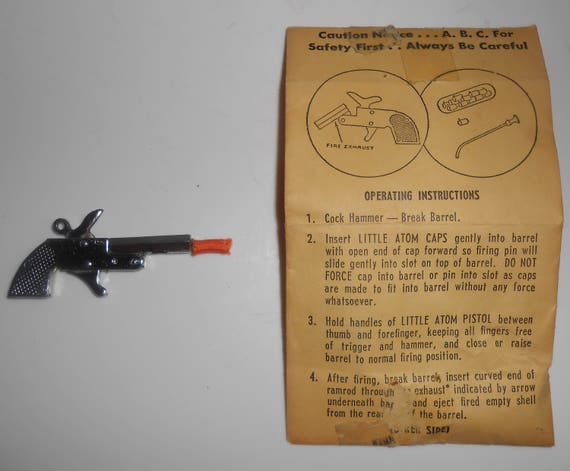 Caution Notice . . . A. B. C. For
Safety First . . Always Be Careful
FIRE EXHAUST
OPERATING INSTRUCTIONS
1. Cock Hammer — Break Barrel.
2. Insert LITTLE ATOM CAPS gently into barrel
with open end of cap forward so firing pin will
slide gently into slot on top of barrel. DO NOT
FORCE cap into barrel or pin into slot as caps
are made to fit into barrel without any force
whatsoever.
3. Hold handles of LITTLE ATOM PISTOL between
thumb and forefinger, keeping all fingers free
of trigger and hammer, and close or raise
barrel to normal firing position.
4. After firing, break barrel, insert curved end of
ramrod through exhaust" indicated by arrow
underneath and eject fired empty shell
from the rear of the barrel.
SIDE)